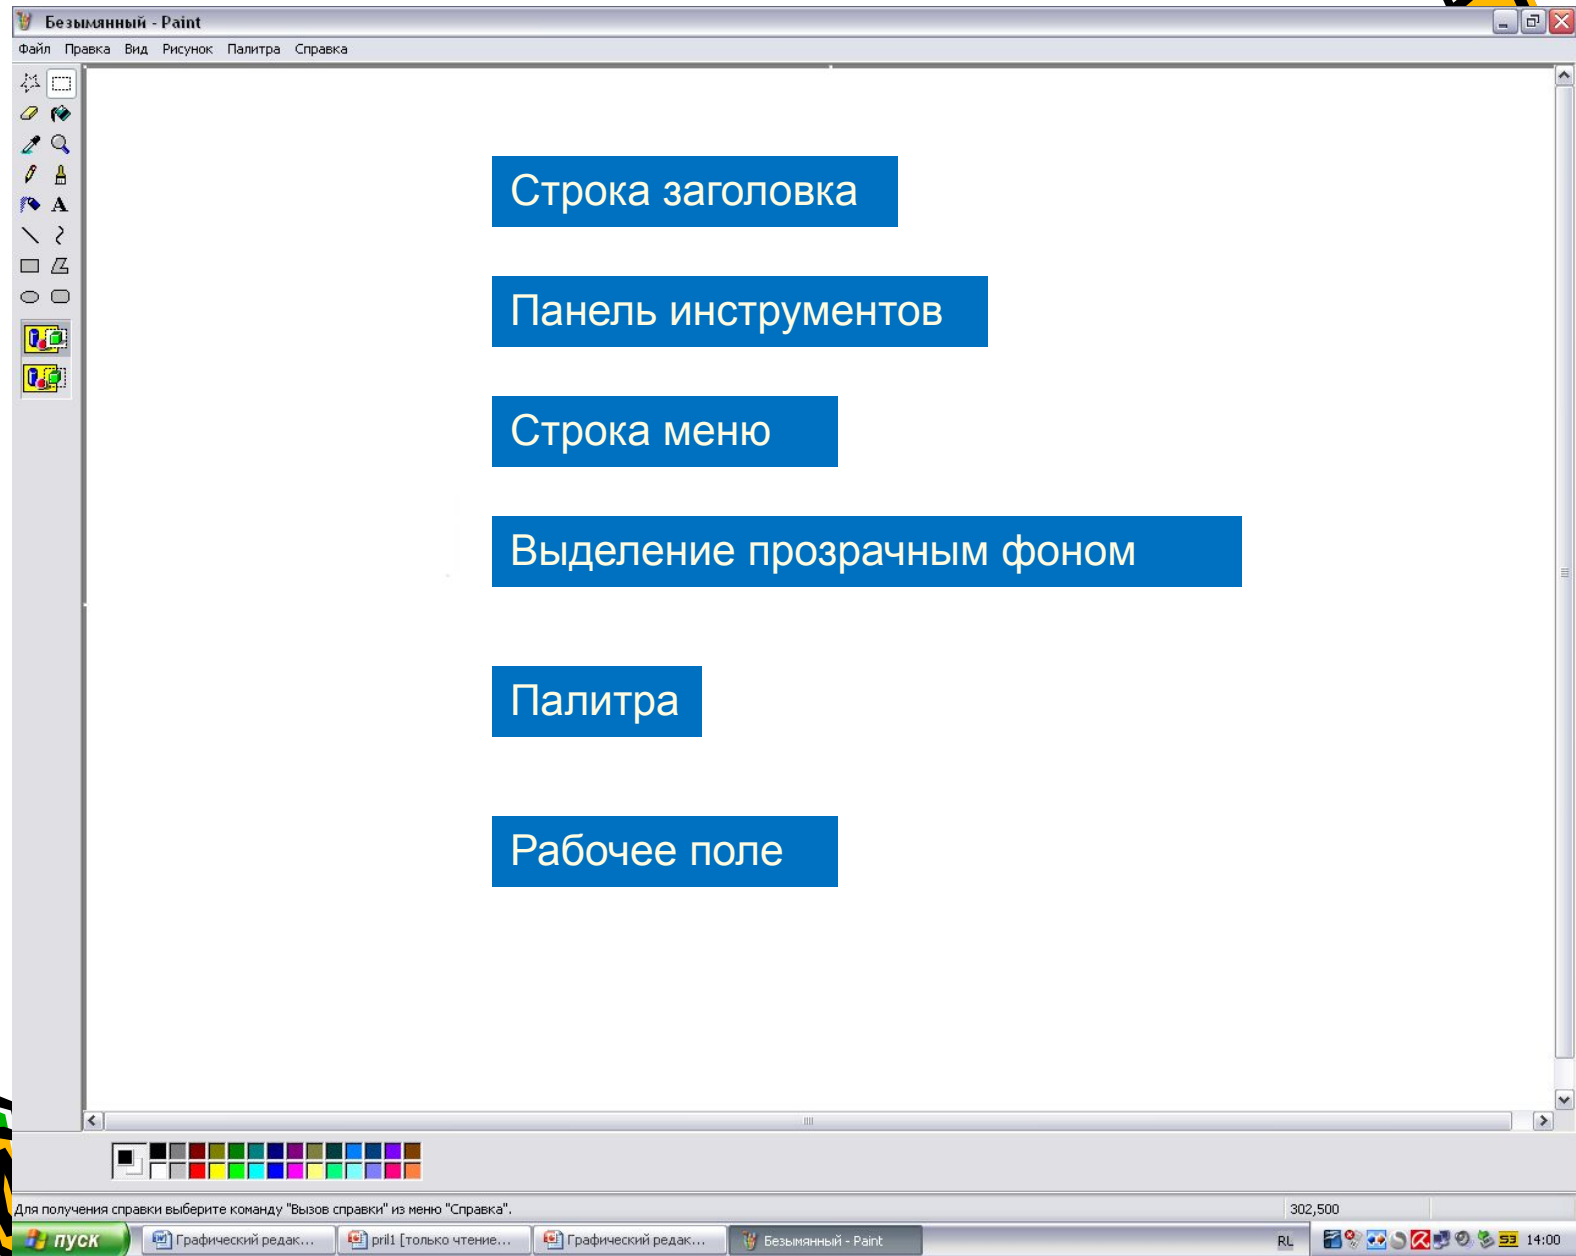 Безымянный - Paint
Файл Правка Вид Рисунок Палитра Справка
A
Строка заголовка
Панель инструментов
Строка меню
Выделение прозрачным фоном
Палитра
Рабочее поле
Для получения справки выберите команду "Вызов справки" из меню "Справка".
302,500
пуск
Графический редак...
pril1 [только чтение...
Графический редак...
Безымянный - Paint
RL
53
14:00